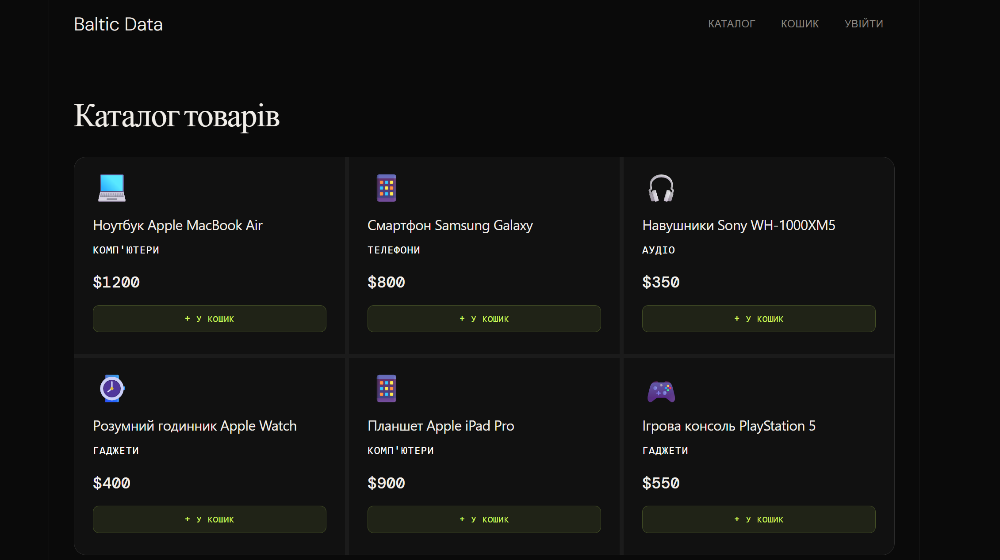 Baltic Data
КАТАЛОГ КОШИК УВІЙТИ
Каталог товарів
Ноутбук Apple MacBook Air
КОМП'ЮТЕРИ
$1200
+ У КОШИК
Смартфон Samsung Galaxy
ТЕЛЕФОНИ
$800
+ У КОШИК
Навушники Sony WH-1000XM5
АУДІО
$350
+ У КОШИК
Розумний годинник Apple Watch
ГАДЖЕТИ
$400
+ У КОШИК
Планшет Apple iPad Pro
КОМП'ЮТЕРИ
$900
+ У КОШИК
Ігрова консоль PlayStation 5
ГАДЖЕТИ
$550
+ У КОШИК